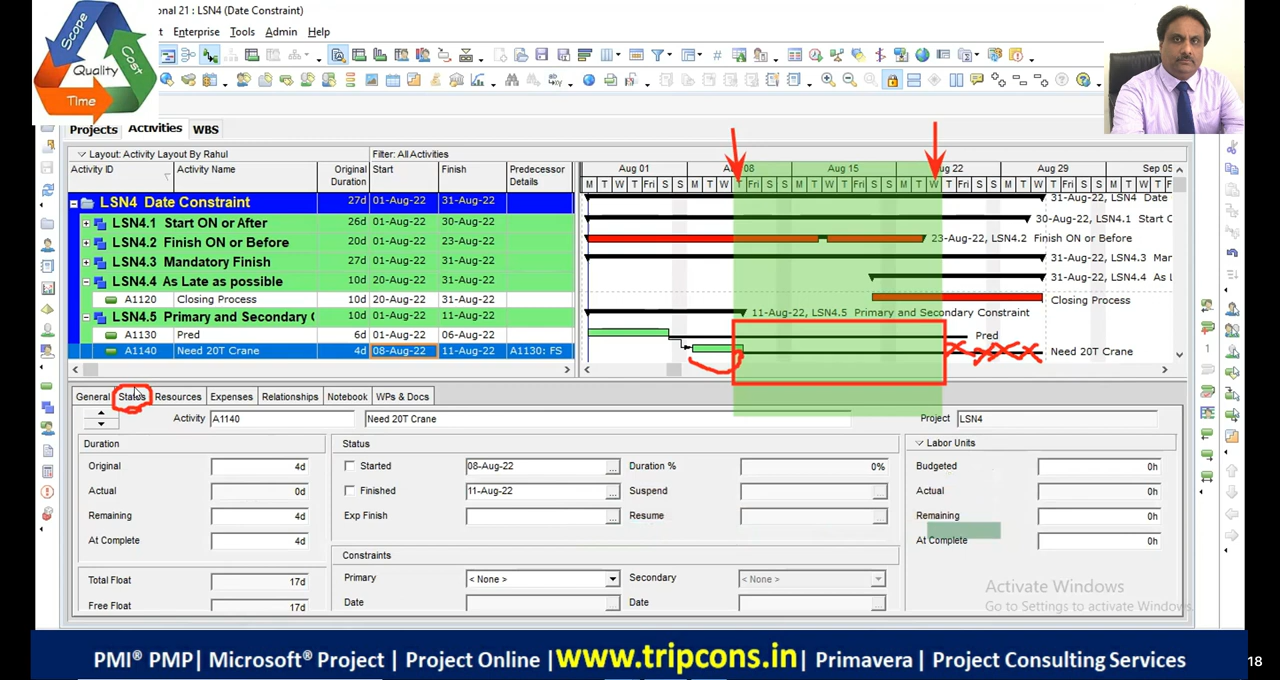 onal 21 : LSN4 (Date Constraint)
t Enterprise Tools Admin Help
Scope
Cost
Quality
Time
Projects Activities WBS
Layout: Activity Layout By Rahul Filter: All Activities
Activity ID Activity Name Original Duration Start Finish Predecessor Details
Aug 01 08 Aug 15 22 Aug 29 Sep 05
M T W T Fri S S M T W T Fri S S M T W T Fri S S M T W T Fri S S M T W T Fri S S M T W T F
LSN4 Date Constraint 27d 01-Aug-22 31-Aug-22 31-Aug-22, LSN4 Date
LSN4.1 Start ON or After 26d 01-Aug-22 30-Aug-22 30-Aug-22, LSN4.1 Start C
LSN4.2 Finish ON or Before 20d 01-Aug-22 23-Aug-22 23-Aug-22, LSN4.2 Finish ON or Before
LSN4.3 Mandatory Finish 27d 01-Aug-22 31-Aug-22 31-Aug-22, LSN4.3 Mar
LSN4.4 As Late as possible 10d 20-Aug-22 31-Aug-22 31-Aug-22, LSN4.4 As L
A1120 Closing Process 10d 20-Aug-22 31-Aug-22 Closing Process
LSN4.5 Primary and Secondary C 10d 01-Aug-22 11-Aug-22 11-Aug-22, LSN4.5 Primary and Secondary Constraint
A1130 Pred 6d 01-Aug-22 06-Aug-22 Pred
A1140 Need 20T Crane 4d 08-Aug-22 11-Aug-22 A1130: FS Need 20T Crane
General Status Resources Expenses Relationships Notebook WPs & Docs
Activity A1140 Need 20T Crane Project LSN4
Duration Status Labor Units
Original 4d Started 08-Aug-22 ... Duration % 0% Budgeted 0h
Actual 0d Finished 11-Aug-22 ... Suspend ... Actual 0h
Remaining 4d Exp Finish ... Resume ... Remaining 0h
At Complete 4d At Complete 0h
Constraints
Total Float 17d Primary < None > Secondary < None >
Free Float 17d Date ... Date ...
Activate Windows
Go to Settings to activate Windows.
PMI® PMP| Microsoft® Project | Project Online |www.tripcons.in| Primavera | Project Consulting Services
18